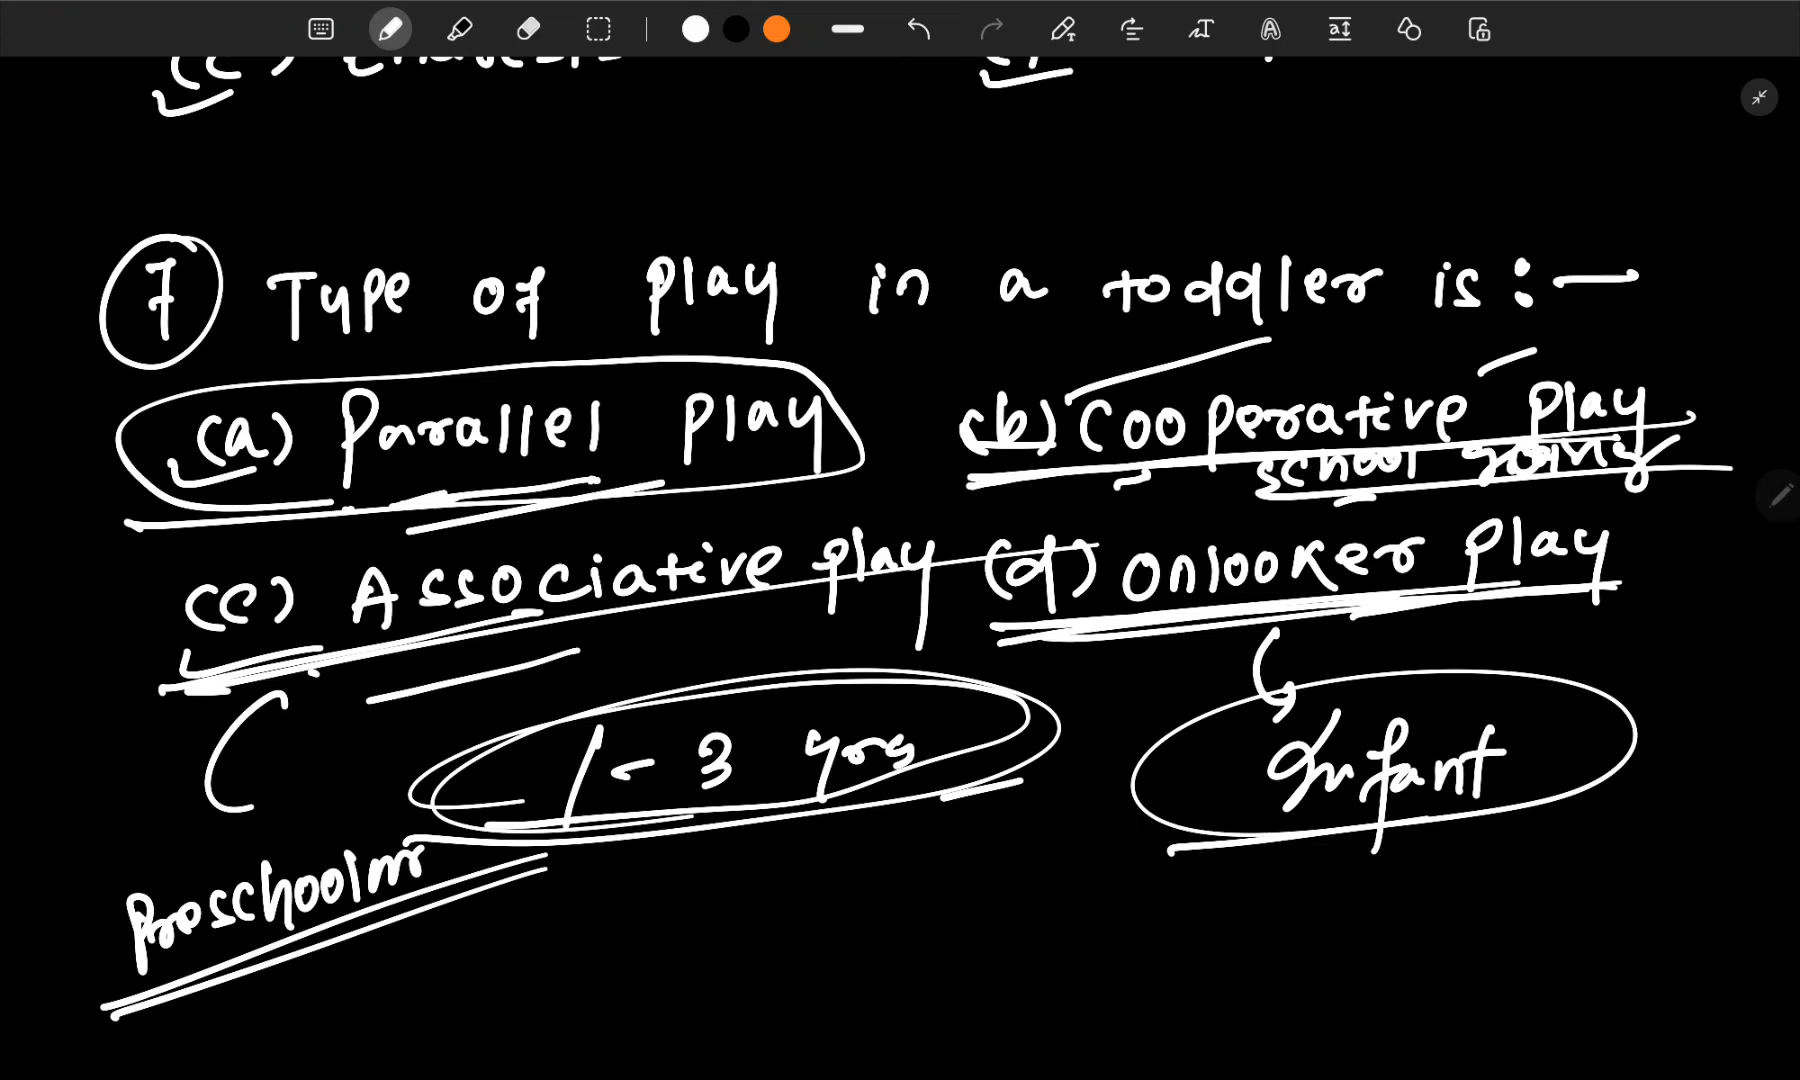 7 Type of play in a toddler is :-
(a) Parallel play (b) Cooperative play
school going
(c) Associative play (d) Onlooker play
1-3 yrs Infant